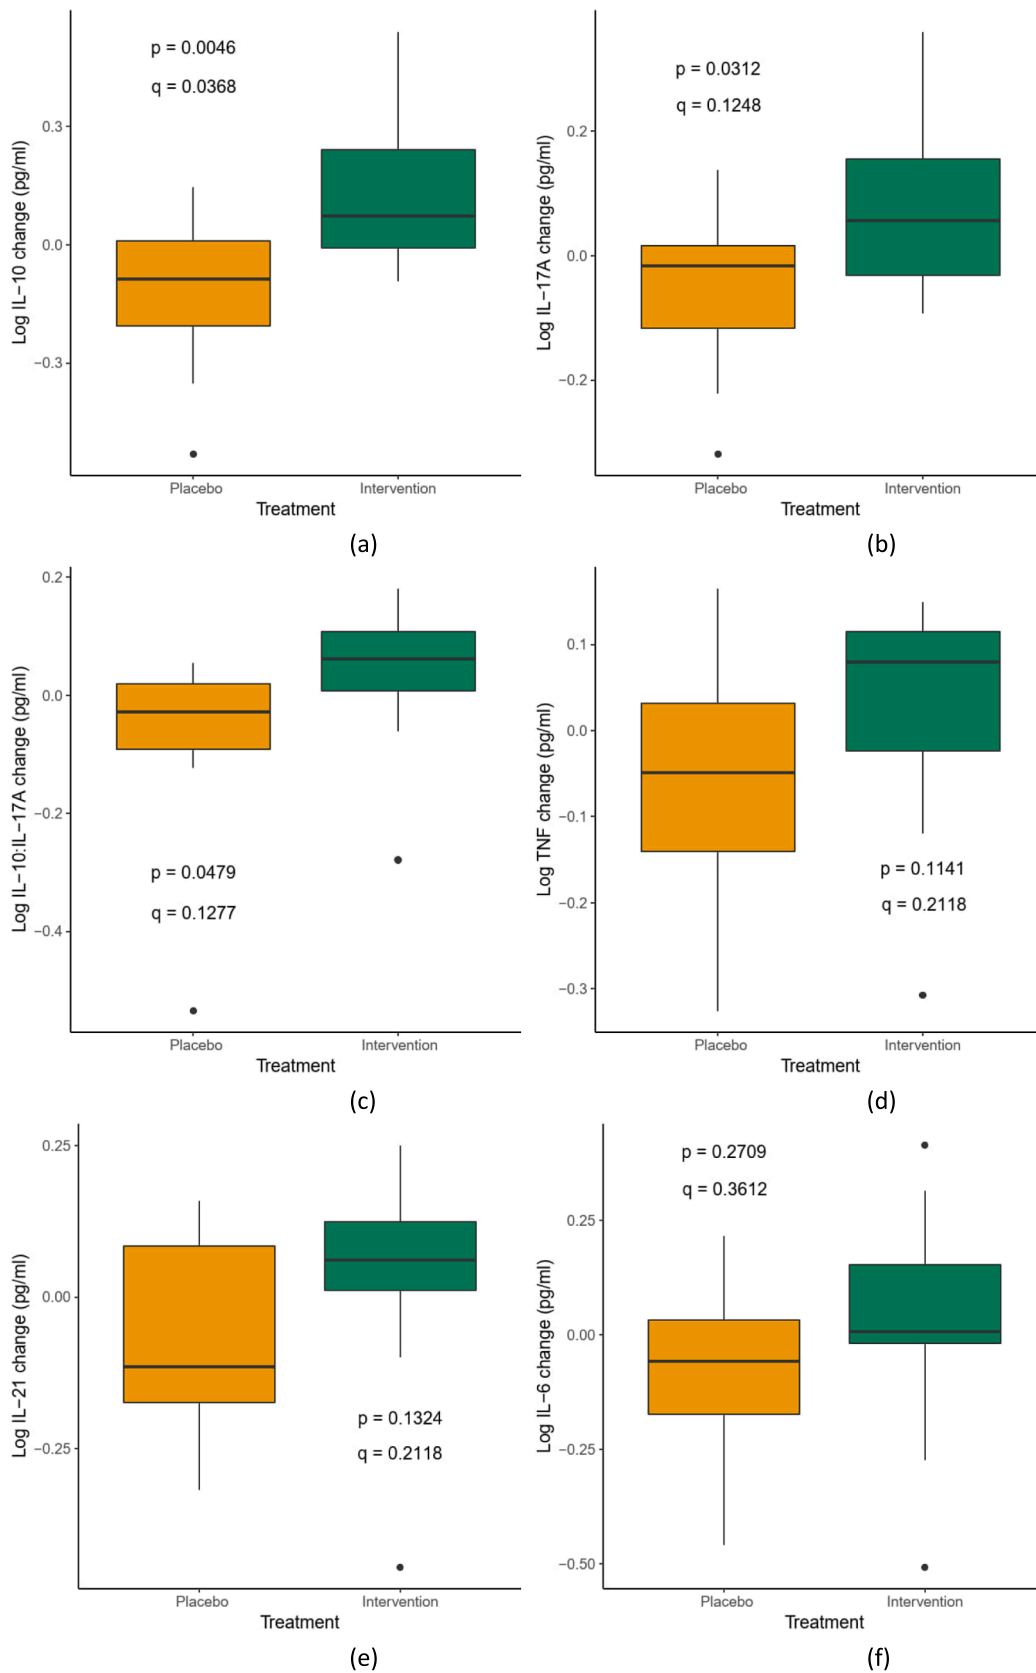 p = 0.0046
q = 0.0368
Log IL−10 change (pg/ml)
0.3
0.0
−0.3
Placebo
Intervention
Treatment
(a)
p = 0.0312
q = 0.1248
Log IL−17A change (pg/ml)
0.2
0.0
−0.2
Placebo
Intervention
Treatment
(b)
Log IL−10:IL−17A change (pg/ml)
0.2
0.0
−0.2
−0.4
p = 0.0479
q = 0.1277
Placebo
Intervention
Treatment
(c)
Log TNF change (pg/ml)
0.1
0.0
−0.1
−0.2
−0.3
p = 0.1141
q = 0.2118
Placebo
Intervention
Treatment
(d)
Log IL−21 change (pg/ml)
0.25
0.00
−0.25
p = 0.1324
q = 0.2118
Placebo
Intervention
Treatment
(e)
p = 0.2709
q = 0.3612
Log IL−6 change (pg/ml)
0.25
0.00
−0.25
−0.50
Placebo
Intervention
Treatment
(f)